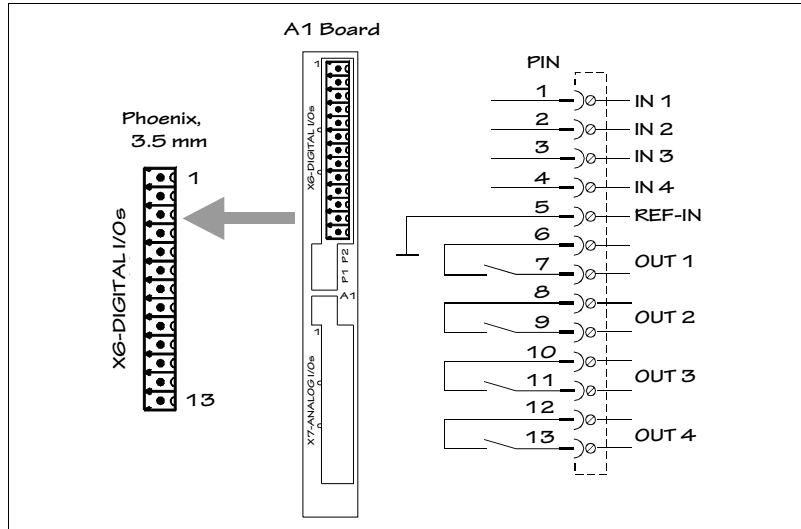 A1 Board
Phoenix,
3.5 mm
1
13
X6-DIGITAL I/Os
1
X6-DIGITAL I/Os
P1 P2
A1
1
X7-ANALOG I/Os
PIN
1 IN 1
2 IN 2
3 IN 3
4 IN 4
5 REF-IN
6
7 OUT 1
8
9 OUT 2
10
11 OUT 3
12
13 OUT 4